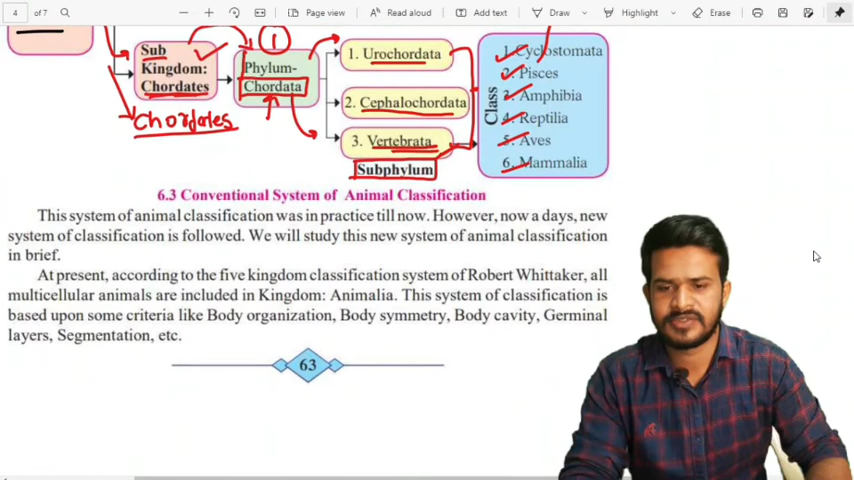 4 of 7
Page view
Read aloud
Add text
Draw
Highlight
Erase
Sub
Kingdom:
Chordates
Chordates
1
Phylum-
Chordata
1. Urochordata
2. Cephalochordata
3. Vertebrata
Subphylum
Class
1. Cyclostomata
2. Pisces
3. Amphibia
4. Reptilia
5. Aves
6. Mammalia
6.3 Conventional System of Animal Classification
This system of animal classification was in practice till now. However, now a days, new
system of classification is followed. We will study this new system of animal classification
in brief.
At present, according to the five kingdom classification system of Robert Whittaker, all
multicellular animals are included in Kingdom: Animalia. This system of classification is
based upon some criteria like Body organization, Body symmetry, Body cavity, Germinal
layers, Segmentation, etc.
63